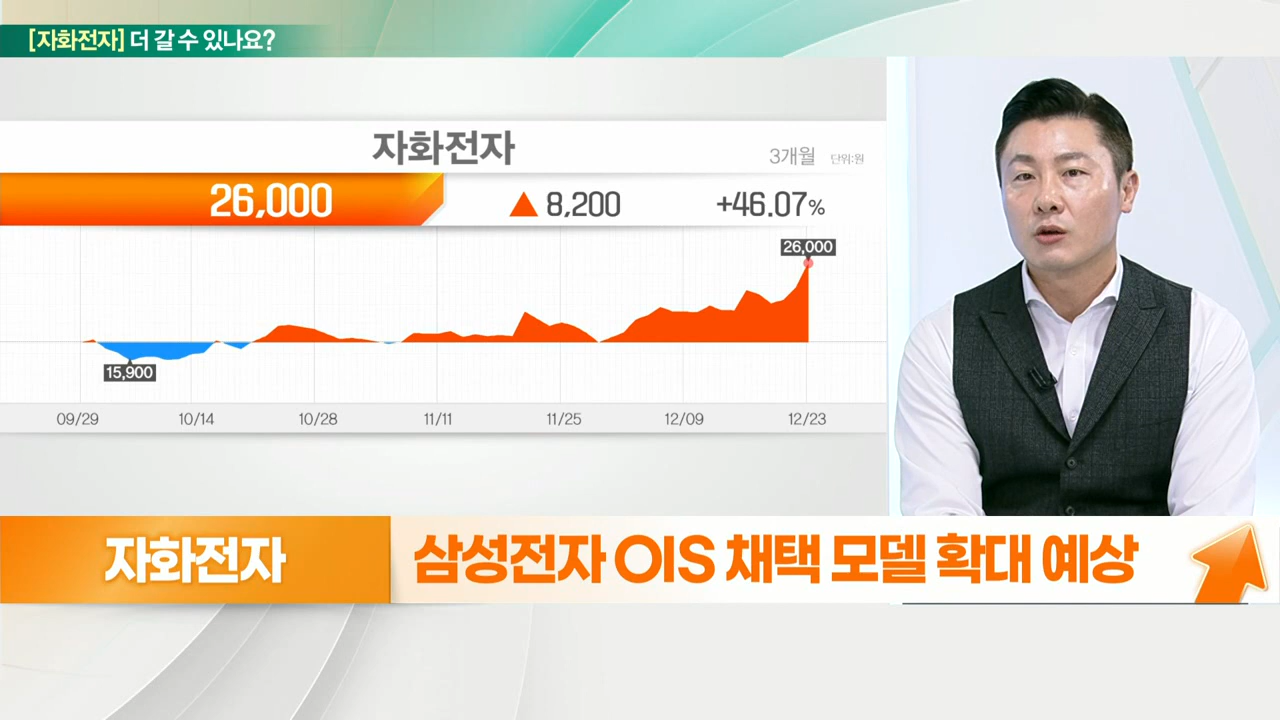 [자화전자] 더 갈 수 있나요?
자화전자
3개월 단위:원
26,000 ▲ 8,200 +46.07%
26,000
15,900
09/29 10/14 10/28 11/11 11/25 12/09 12/23
자화전자 삼성전자 OIS 채택 모델 확대 예상